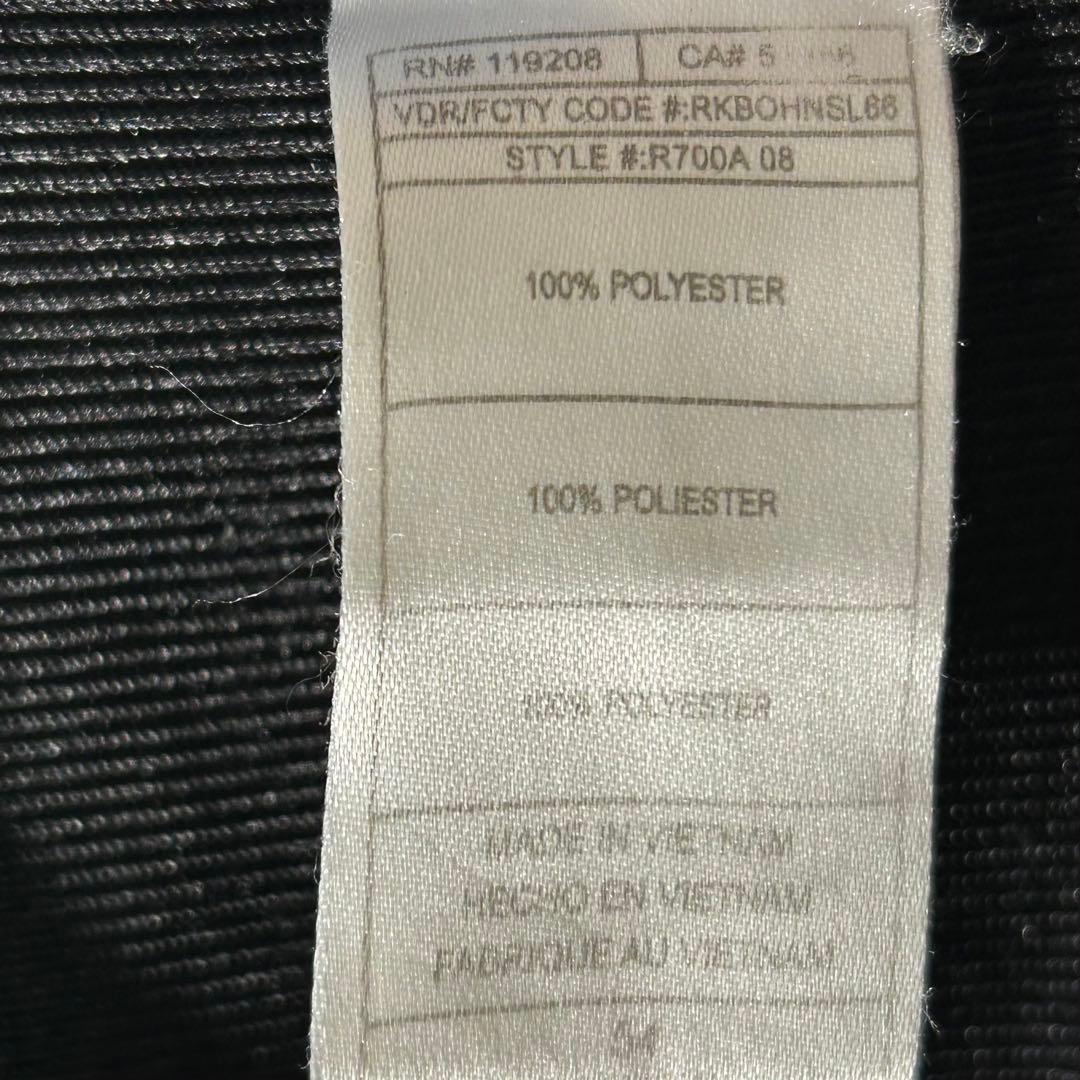 RN# 119208
CA#
VDR/FCTY CODE #:RKBOHNSL66
STYLE #:R700A 08
100% POLYESTER
100% POLIESTER
100% POLYESTER
MADE IN VIETNAM
HECHO EN VIETNAM
FABRIQUE AU VIETNAM